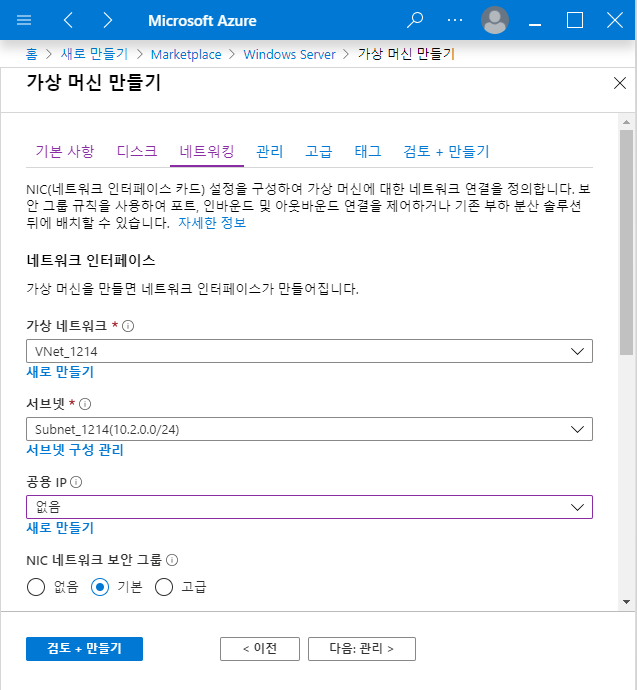 Microsoft Azure
홈 > 새로 만들기 > Marketplace > Windows Server > 가상 머신 만들기
가상 머신 만들기
기본 사항 디스크 네트워킹 관리 고급 태그 검토 + 만들기
NIC(네트워크 인터페이스 카드) 설정을 구성하여 가상 머신에 대한 네트워크 연결을 정의합니다. 보
안 그룹 규칙을 사용하여 포트, 인바운드 및 아웃바운드 연결을 제어하거나 기존 부하 분산 솔루션
뒤에 배치할 수 있습니다. 자세한 정보
네트워크 인터페이스
가상 머신을 만들면 네트워크 인터페이스가 만들어집니다.
가상 네트워크 *
VNet_1214
새로 만들기
서브넷 *
Subnet_1214(10.2.0.0/24)
서브넷 구성 관리
공용 IP
없음
새로 만들기
NIC 네트워크 보안 그룹
없음 기본 고급
검토 + 만들기 < 이전 다음: 관리 >